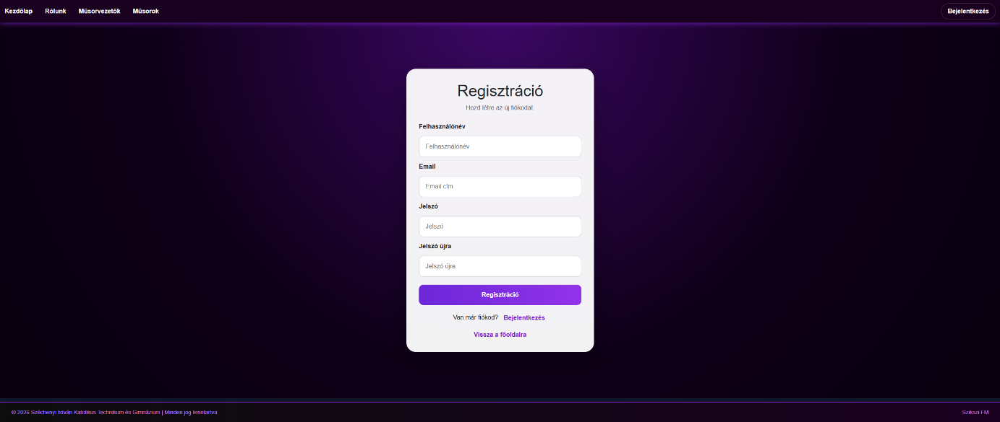 Kezdőlap Rólunk Műsorvezetők Műsorok Bejelentkezés
Regisztráció
Hozd létre az új fiókodat.
Felhasználónév
Felhasználónév
Email
Email cím
Jelszó
Jelszó
Jelszó újra
Jelszó újra
Regisztráció
Van már fiókod? Bejelentkezés
Vissza a főoldalra
© 2026 Széchenyi István Katolikus Technikum és Gimnázium | Minden jog fenntartva Szikszi FM